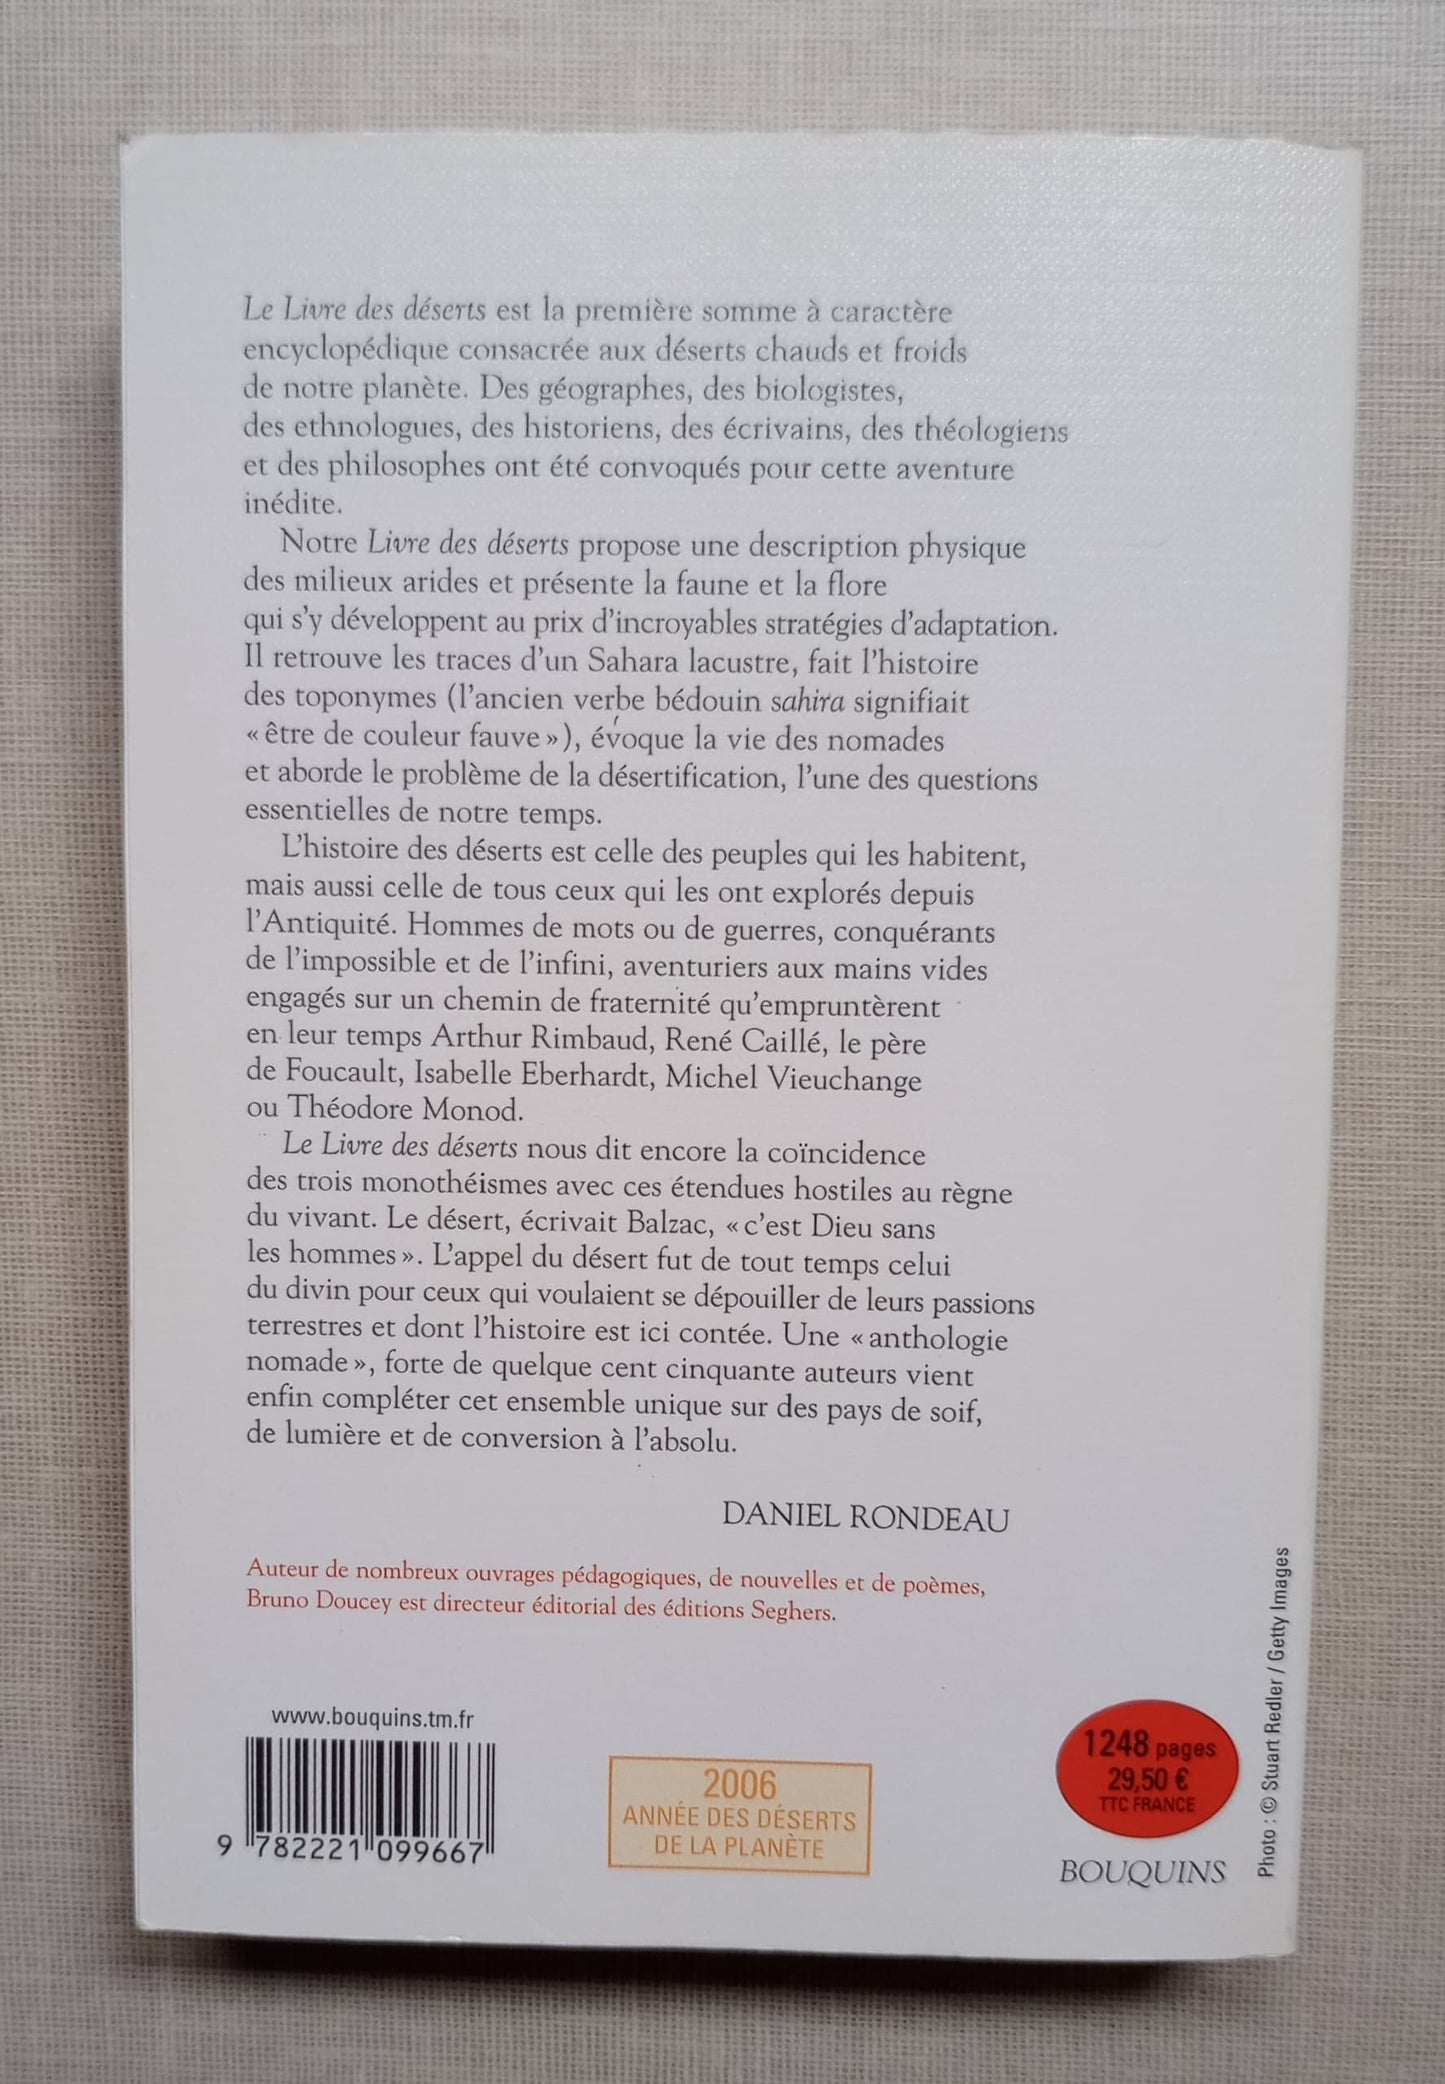 Le Livre des déserts est la première somme à caractère
encyclopédique consacrée aux déserts chauds et froids
de notre planète. Des géographes, des biologistes,
des ethnologues, des historiens, des écrivains, des théologiens
et des philosophes ont été convoqués pour cette aventure
inédite.
Notre Livre des déserts propose une description physique
des milieux arides et présente la faune et la flore
qui s'y développent au prix d'incroyables stratégies d'adaptation.
Il retrouve les traces d'un Sahara lacustre, fait l'histoire
des toponymes (l'ancien verbe bédouin sahira signifiait
« être de couleur fauve »), évoque la vie des nomades
et aborde le problème de la désertification, l'une des questions
essentielles de notre temps.
L'histoire des déserts est celle des peuples qui les habitent,
mais aussi celle de tous ceux qui les ont explorés depuis
l'Antiquité. Hommes de mots ou de guerres, conquérants
de l'impossible et de l'infini, aventuriers aux mains vides
engagés sur un chemin de fraternité qu'empruntèrent
en leur temps Arthur Rimbaud, René Caillé, le père
de Foucault, Isabelle Eberhardt, Michel Vieuchange
ou Théodore Monod.
Le Livre des déserts nous dit encore la coïncidence
des trois monothéismes avec ces étendues hostiles au règne
du vivant. Le désert, écrivait Balzac, « c'est Dieu sans
les hommes ». L'appel du désert fut de tout temps celui
du divin pour ceux qui voulaient se dépouiller de leurs passions
terrestres et dont l'histoire est ici contée. Une « anthologie
nomade », forte de quelque cent cinquante auteurs vient
enfin compléter cet ensemble unique sur des pays de soif,
de lumière et de conversion à l'absolu.
DANIEL RONDEAU
Auteur de nombreux ouvrages pédagogiques, de nouvelles et de poèmes,
Bruno Doucey est directeur éditorial des éditions Seghers.
www.bouquins.tm.fr
9 782221 099667
2006
ANNÉE DES DÉSERTS
DE LA PLANÈTE
1248 pages
29,50 €
TTC FRANCE
BOUQUINS
Photo : © Stuart Redler / Getty Images